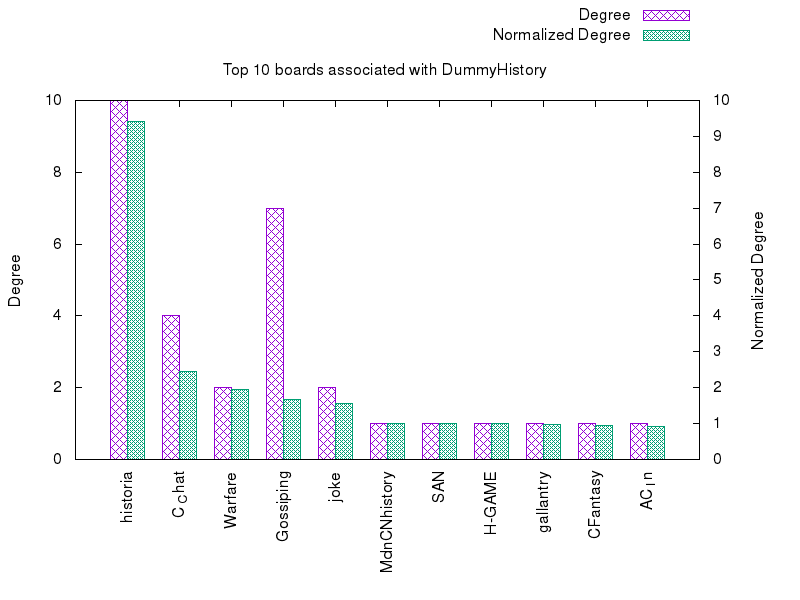 Degree
Normalized Degree
Top 10 boards associated with DummyHistory
10
8
6
4
2
0
10
9
8
7
6
5
4
3
2
1
0
Degree
Normalized Degree
historia
C_Chat
Warfare
Gossiping
joke
MdnCNhistory
SAN
H-GAME
gallantry
CFantasy
AC_In